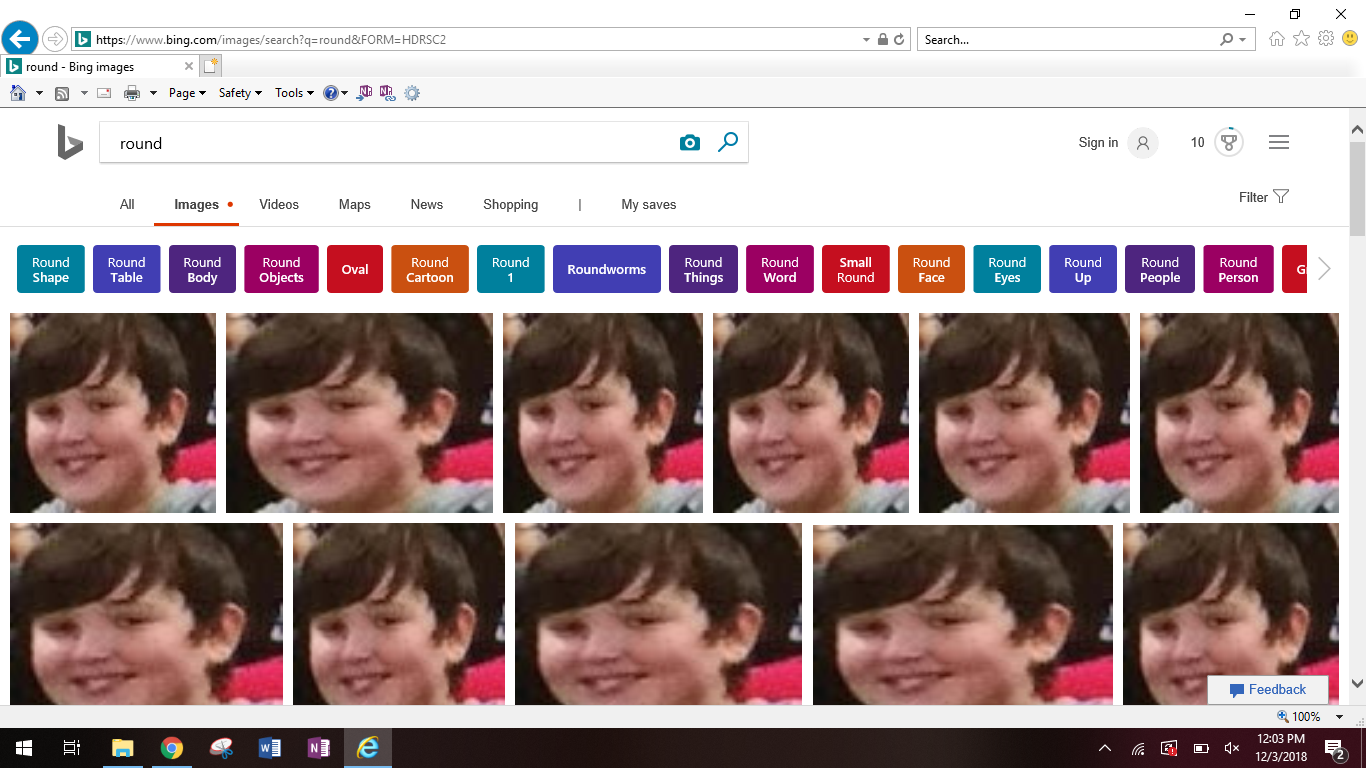 https://www.bing.com/images/search?q=round&FORM=HDRSC2
Search...
round - Bing images
Page
Safety
Tools
round
Sign in
10
All
Images
Videos
Maps
News
Shopping
|
My saves
Filter
Round
Shape
Round
Table
Round
Body
Round
Objects
Oval
Round
Cartoon
Round
1
Roundworms
Round
Things
Round
Word
Small
Round
Round
Face
Round
Eyes
Round
Up
Round
People
Round
Person
Feedback
100%
12:03 PM
12/3/2018
2